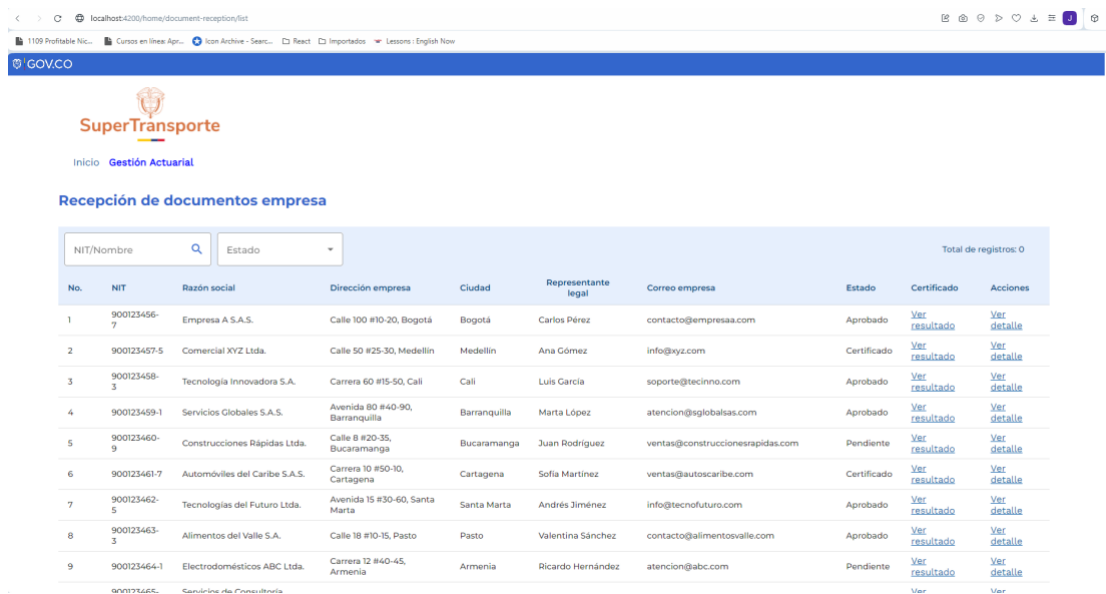 localhost:4200/home/document-reception/list
J
1109 Profitable Nic... Cursos en línea: Apr... Icon Archive - Searc... React Importados Lessons : English Now
GOV.CO
SuperTransporte
Inicio Gestión Actuarial
Recepción de documentos empresa
NIT/Nombre Estado Total de registros: 0
No. NIT Razón social Dirección empresa Ciudad Representante legal Correo empresa Estado Certificado Acciones
1 900123456-7 Empresa A S.A.S. Calle 100 #10-20, Bogotá Bogotá Carlos Pérez contacto@empresaa.com Aprobado Ver resultado Ver detalle
2 900123457-5 Comercial XYZ Ltda. Calle 50 #25-30, Medellín Medellín Ana Gómez info@xyz.com Certificado Ver resultado Ver detalle
3 900123458-3 Tecnología Innovadora S.A. Carrera 60 #15-50, Cali Cali Luis García soporte@tecinno.com Aprobado Ver resultado Ver detalle
4 900123459-1 Servicios Globales S.A.S. Avenida 80 #40-90, Barranquilla Barranquilla Marta López atencion@sglobalsas.com Aprobado Ver resultado Ver detalle
5 900123460-9 Construcciones Rápidas Ltda. Calle 8 #20-35, Bucaramanga Bucaramanga Juan Rodríguez ventas@construccionesrapidas.com Pendiente Ver resultado Ver detalle
6 900123461-7 Automóviles del Caribe S.A.S. Carrera 10 #50-10, Cartagena Cartagena Sofía Martínez ventas@autoscaribe.com Certificado Ver resultado Ver detalle
7 900123462-5 Tecnologías del Futuro Ltda. Avenida 15 #30-60, Santa Marta Santa Marta Andrés Jiménez info@tecnofuturo.com Aprobado Ver resultado Ver detalle
8 900123463-3 Alimentos del Valle S.A. Calle 18 #10-15, Pasto Pasto Valentina Sánchez contacto@alimentosvalle.com Aprobado Ver resultado Ver detalle
9 900123464-1 Electrodomésticos ABC Ltda. Carrera 12 #40-45, Armenia Armenia Ricardo Hernández atencion@abc.com Pendiente Ver resultado Ver detalle
900123465- Servicios de Consultoría Ver Ver